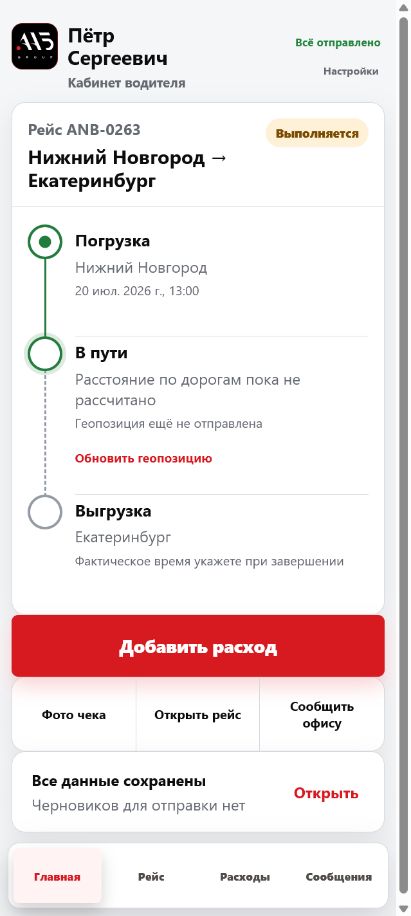 ANB
GROUP
Пётр
Сергеевич
Кабинет водителя
Всё отправлено
Настройки
Рейс ANB-0263
Выполняется
Нижний Новгород →
Екатеринбург
Погрузка
Нижний Новгород
20 июл. 2026 г., 13:00
В пути
Расстояние по дорогам пока не
рассчитано
Геопозиция ещё не отправлена
Обновить геопозицию
Выгрузка
Екатеринбург
Фактическое время укажете при завершении
Добавить расход
Фото чека
Открыть рейс
Сообщить
офису
Все данные сохранены
Черновиков для отправки нет
Открыть
Главная
Рейс
Расходы
Сообщения